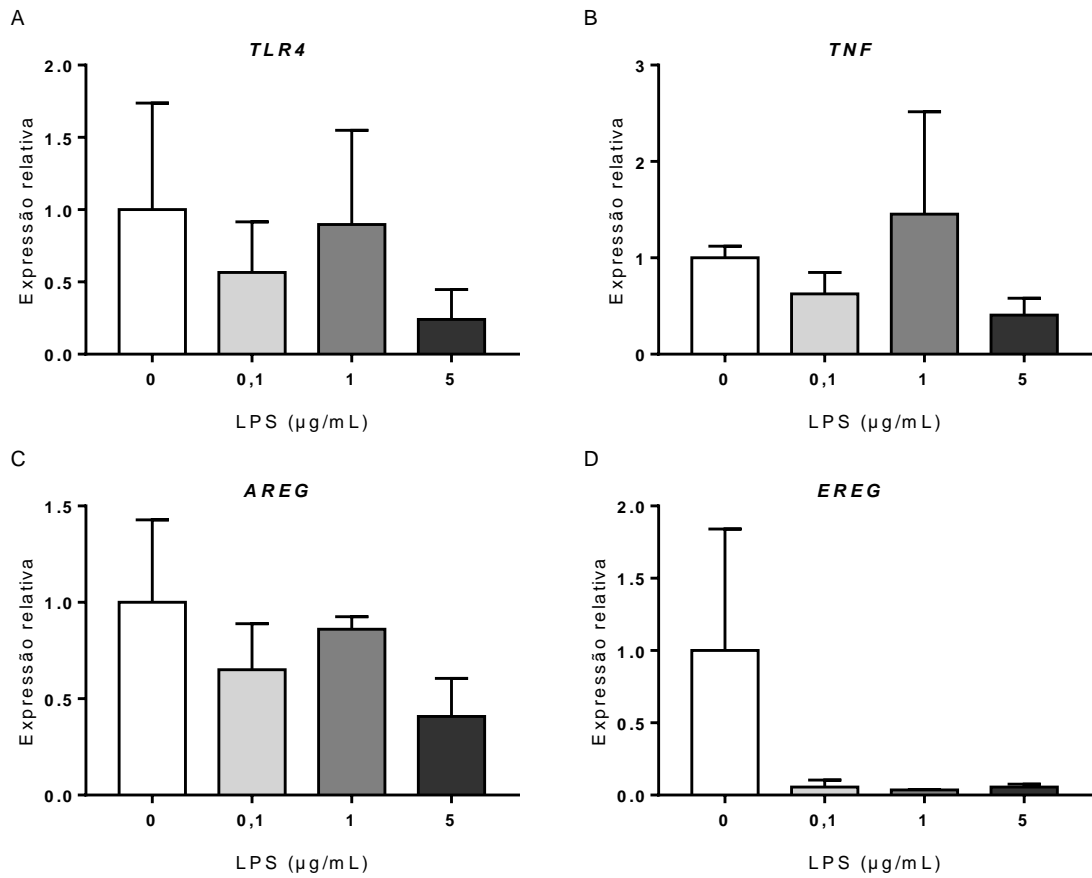 A
TLR4
Expressão relativa
2.0
1.5
1.0
0.5
0.0
0 0,1 1 5
LPS (µg/mL)
B
TNF
Expressão relativa
3
2
1
0
0 0,1 1 5
LPS (µg/mL)
C
AREG
Expressão relativa
1.5
1.0
0.5
0.0
0 0,1 1 5
LPS (µg/mL)
D
EREG
Expressão relativa
2.0
1.5
1.0
0.5
0.0
0 0,1 1 5
LPS (µg/mL)